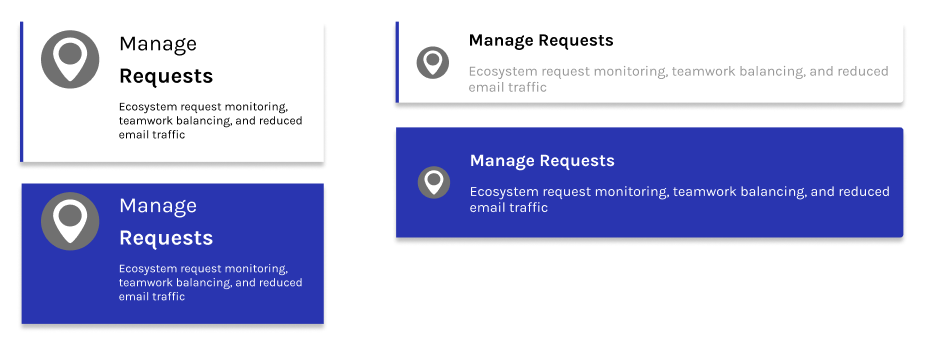 Manage
Requests
Ecosystem request monitoring,
teamwork balancing, and reduced
email traffic
Manage
Requests
Ecosystem request monitoring,
teamwork balancing, and reduced
email traffic
Manage Requests
Ecosystem request monitoring, teamwork balancing, and reduced
email traffic
Manage Requests
Ecosystem request monitoring, teamwork balancing, and reduced
email traffic